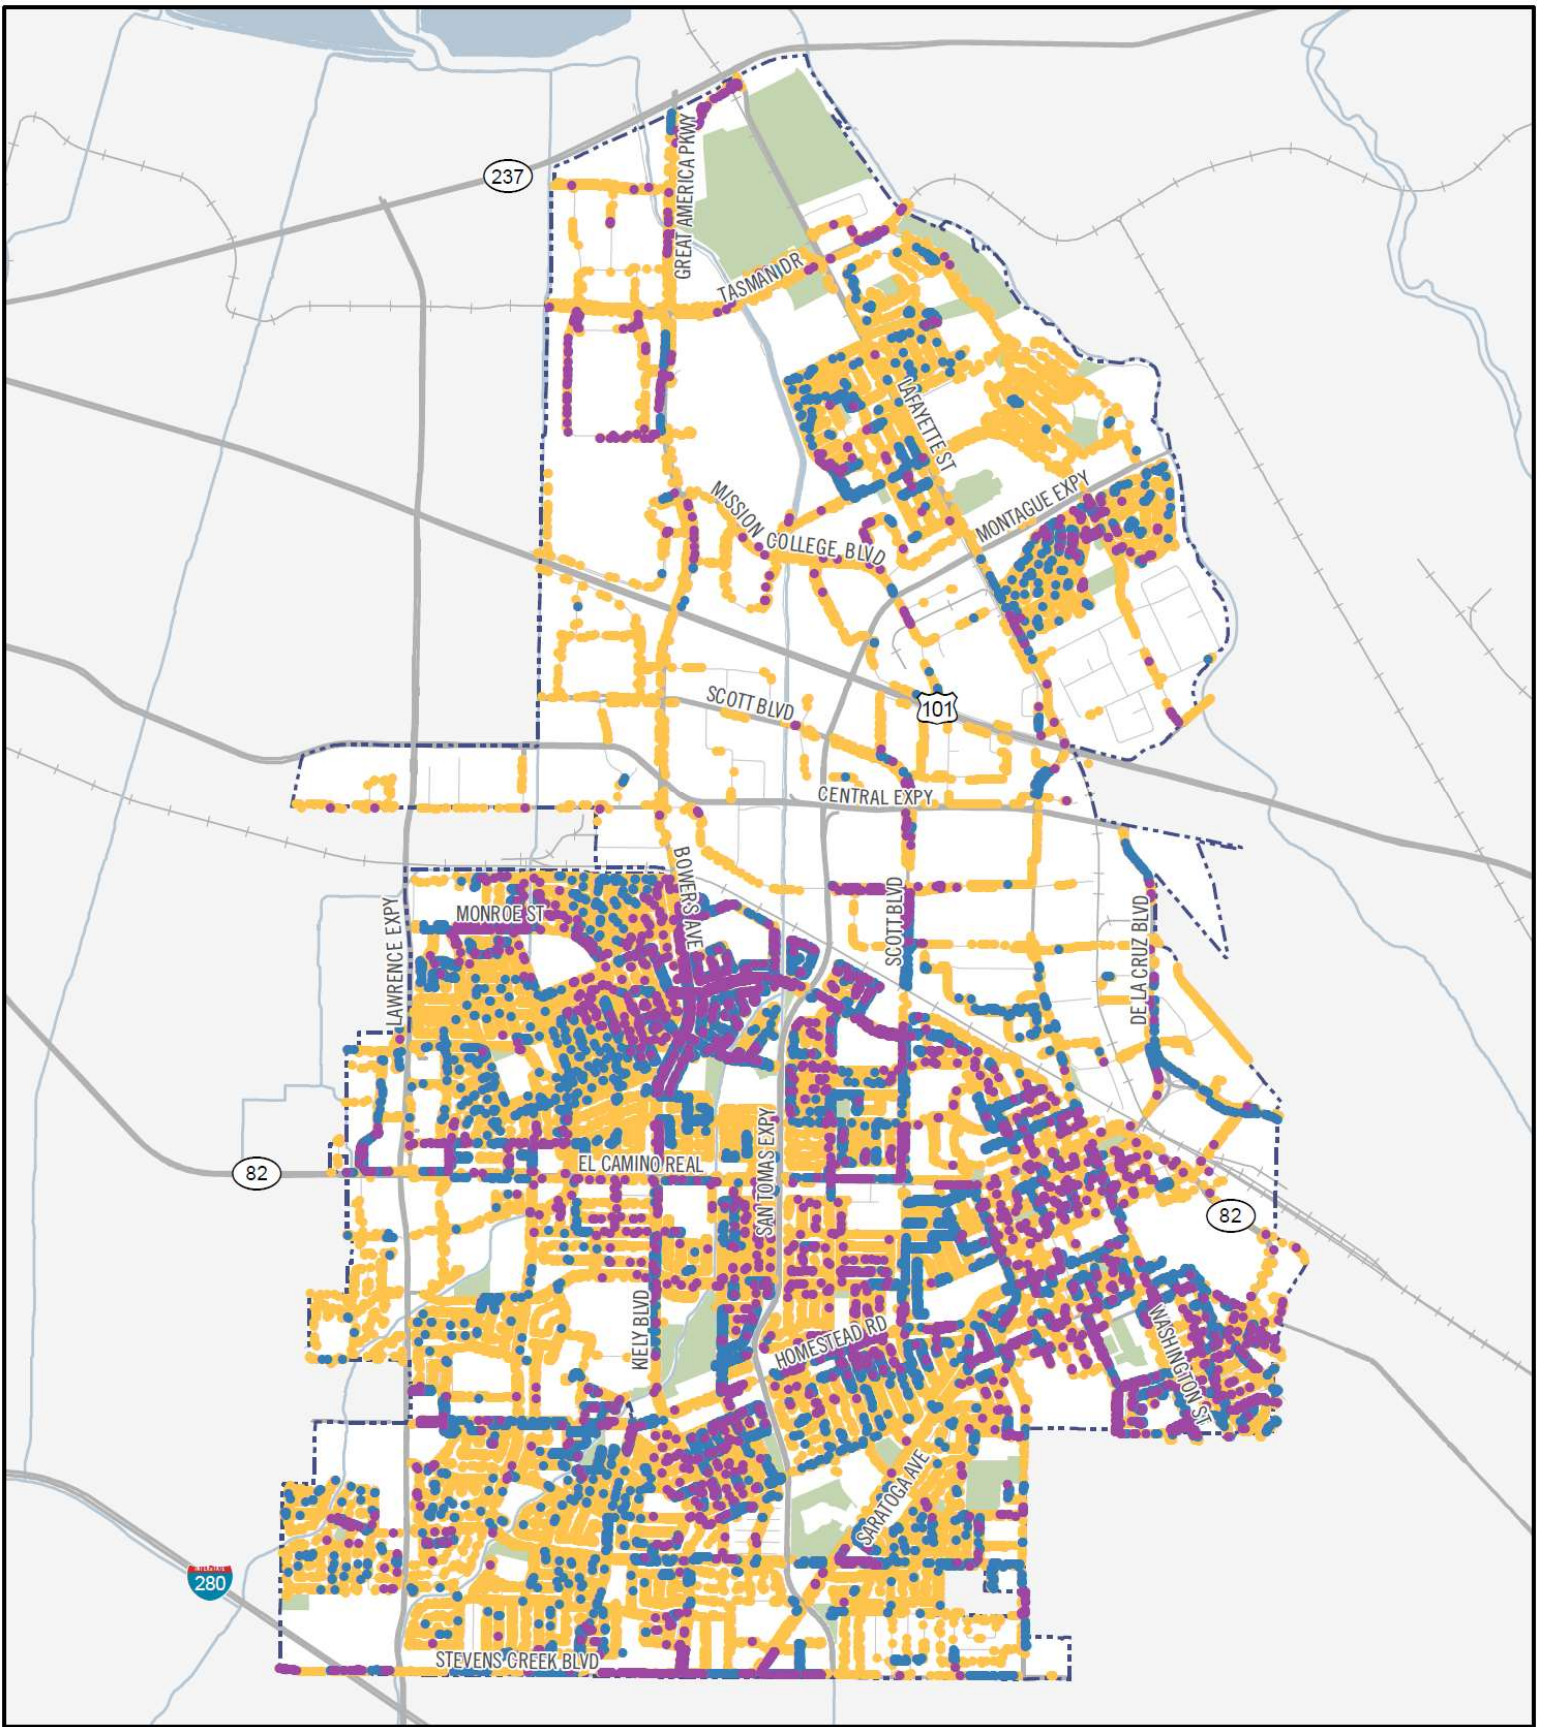 237
GREAT AMERICA PKWY
TASMAN DR
LAFAYETTE ST
MONTAGUE EXPY
MISSION COLLEGE BLVD
SCOTT BLVD
101
CENTRAL EXPY
BOWERS AVE
MONROE ST
LAWRENCE EXPY
SCOTT BLVD
DE LA CRUZ BLVD
SAN TOMAS EXPY
EL CAMINO REAL
82
82
KIELY BLVD
HOMESTEAD RD
WASHINGTON ST
SARATOGA AVE
280
STEVENS CREEK BLVD